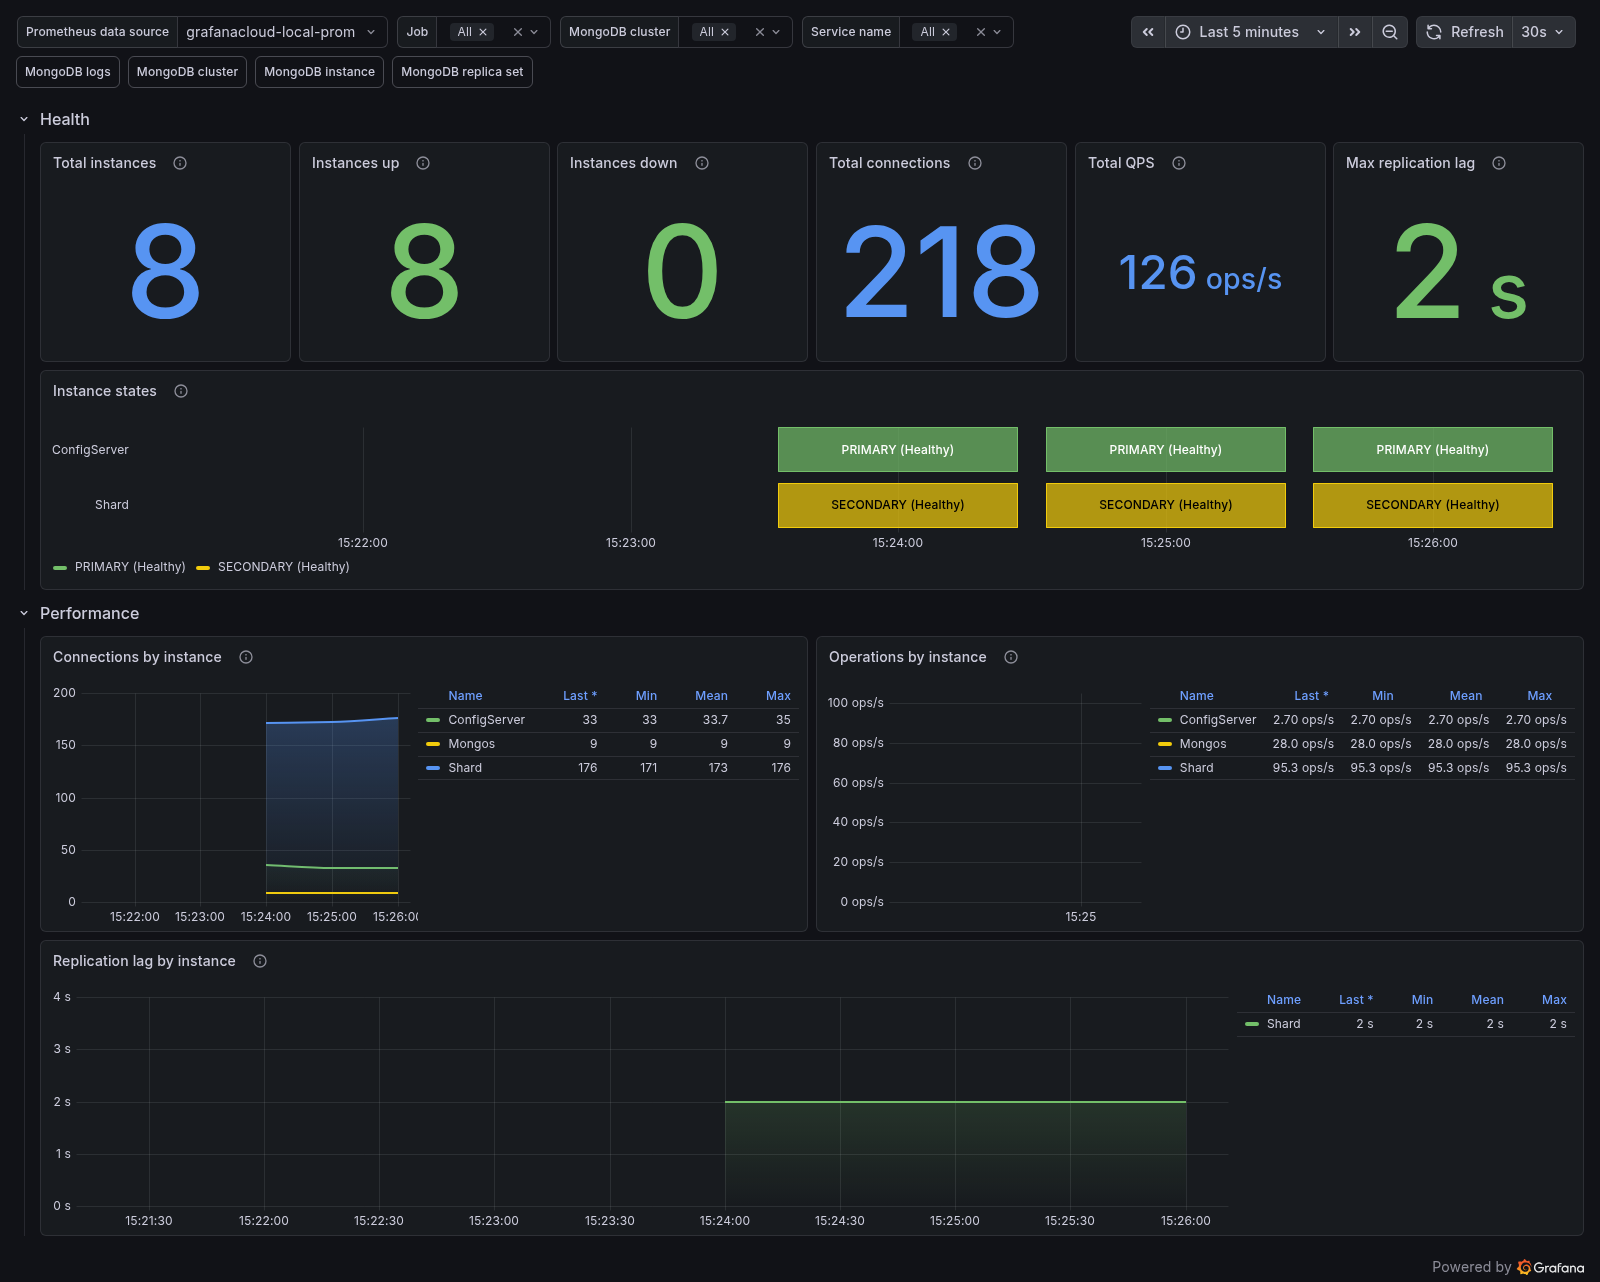 Prometheus data source grafanacloud-local-prom Job All MongoDB cluster All Service name All Last 5 minutes Refresh 30s
MongoDB logs MongoDB cluster MongoDB instance MongoDB replica set
Health
Total instances
8
Instances up
8
Instances down
0
Total connections
218
Total QPS
126 ops/s
Max replication lag
2 s
Instance states
ConfigServer PRIMARY (Healthy) PRIMARY (Healthy) PRIMARY (Healthy)
Shard SECONDARY (Healthy) SECONDARY (Healthy) SECONDARY (Healthy)
15:22:00 15:23:00 15:24:00 15:25:00 15:26:00
PRIMARY (Healthy) SECONDARY (Healthy)
Performance
Connections by instance
200
150
100
50
0
15:22:00 15:23:00 15:24:00 15:25:00 15:26:00
Name Last * Min Mean Max
ConfigServer 33 33 33.7 35
Mongos 9 9 9 9
Shard 176 171 173 176
Operations by instance
100 ops/s
80 ops/s
60 ops/s
40 ops/s
20 ops/s
0 ops/s
15:25
Name Last * Min Mean Max
ConfigServer 2.70 ops/s 2.70 ops/s 2.70 ops/s 2.70 ops/s
Mongos 28.0 ops/s 28.0 ops/s 28.0 ops/s 28.0 ops/s
Shard 95.3 ops/s 95.3 ops/s 95.3 ops/s 95.3 ops/s
Replication lag by instance
4 s
3 s
2 s
1 s
0 s
15:21:30 15:22:00 15:22:30 15:23:00 15:23:30 15:24:00 15:24:30 15:25:00 15:25:30 15:26:00
Name Last * Min Mean Max
Shard 2 s 2 s 2 s 2 s
Powered by Grafana